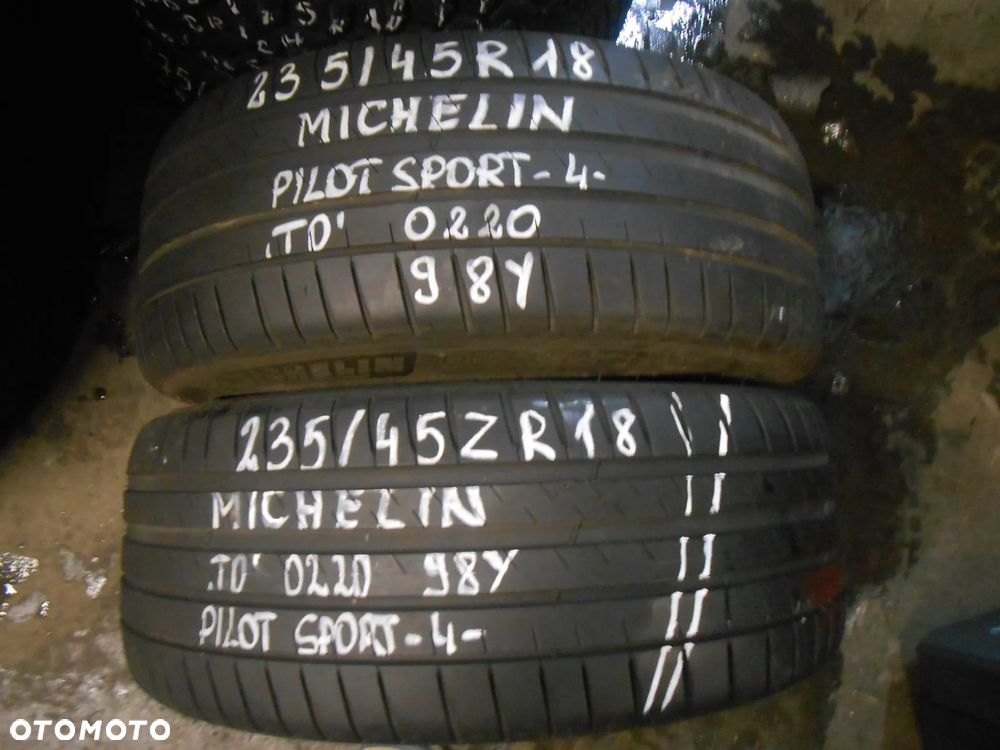 235/45R18
MICHELIN
PILOT SPORT-4-
.TO' 0220
98Y
MICHELIN
235/45ZR18
MICHELIN
.TO' 0220 98Y
PILOT SPORT-4-
OTOMOTO